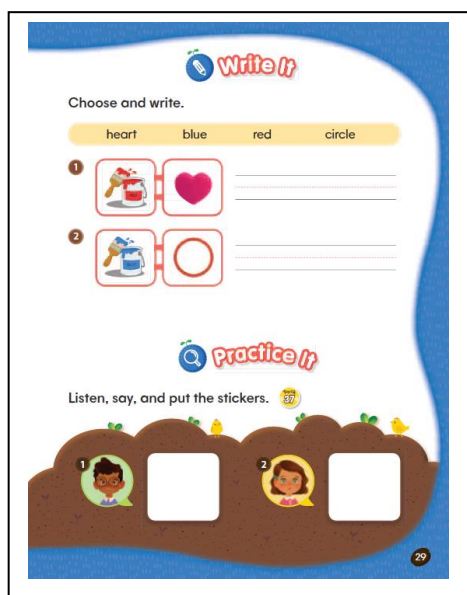 Write It
Choose and write.
heart blue red circle
1
2
Practice It
Listen, say, and put the stickers. Track 37
1 2
29